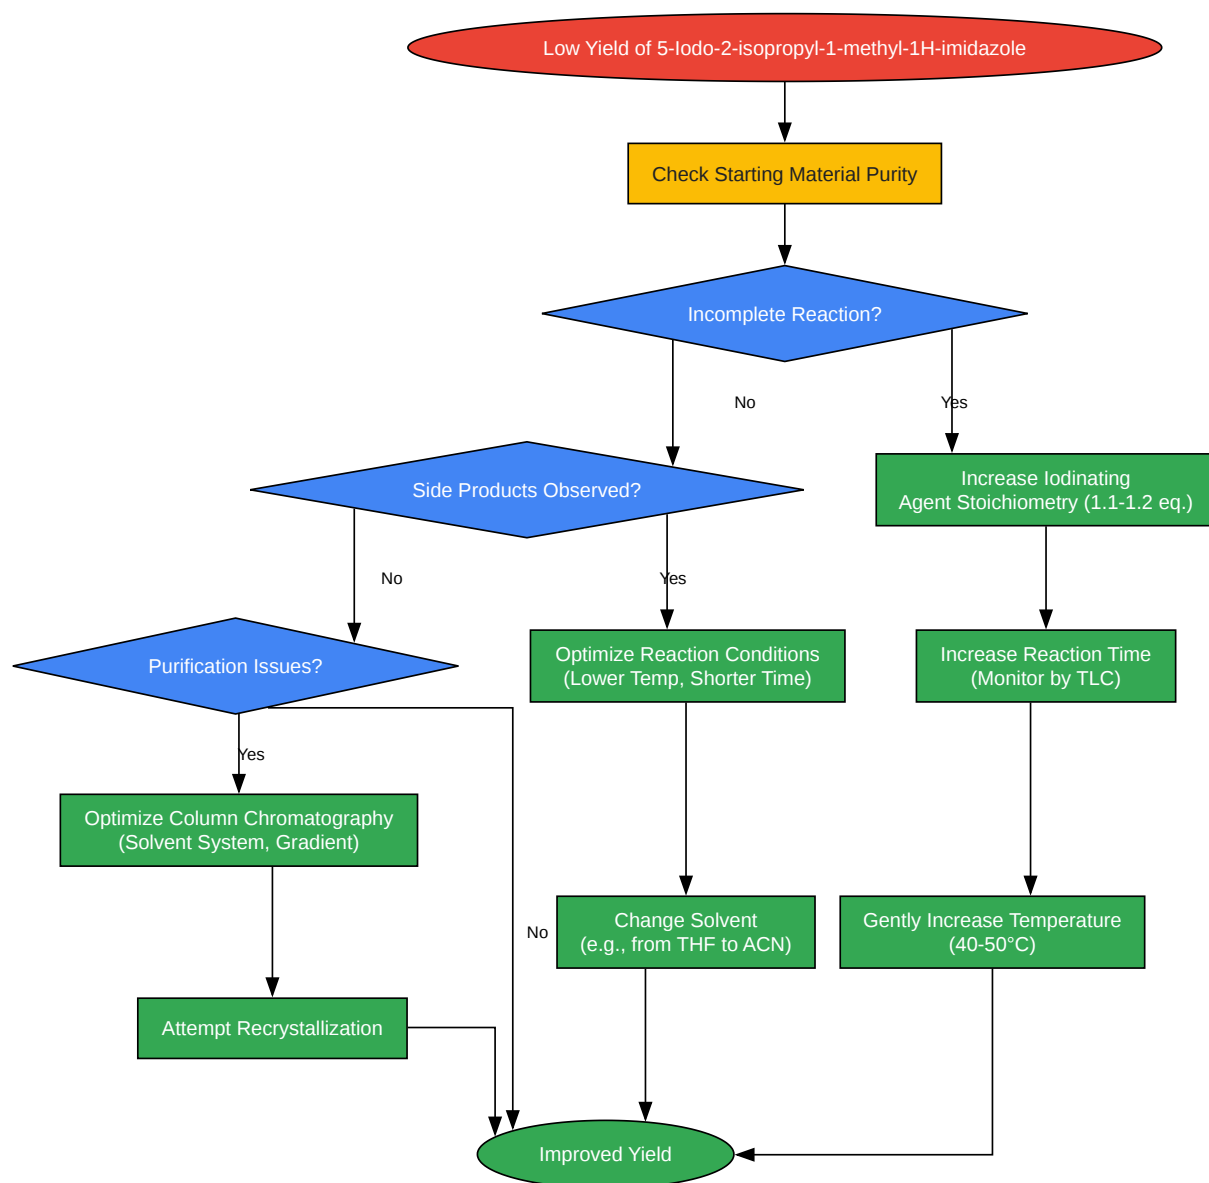 Low Yield of 5-Iodo-2-isopropyl-1-methyl-1H-imidazole
Check Starting Material Purity
Incomplete Reaction?
No
Yes
Side Products Observed?
Increase Iodinating
Agent Stoichiometry (1.1-1.2 eq.)
No
Yes
Purification Issues?
Optimize Reaction Conditions
(Lower Temp, Shorter Time)
Increase Reaction Time
(Monitor by TLC)
Yes
Optimize Column Chromatography
(Solvent System, Gradient)
No
Change Solvent
(e.g., from THF to ACN)
Gently Increase Temperature
(40-50°C)
Attempt Recrystallization
Improved Yield